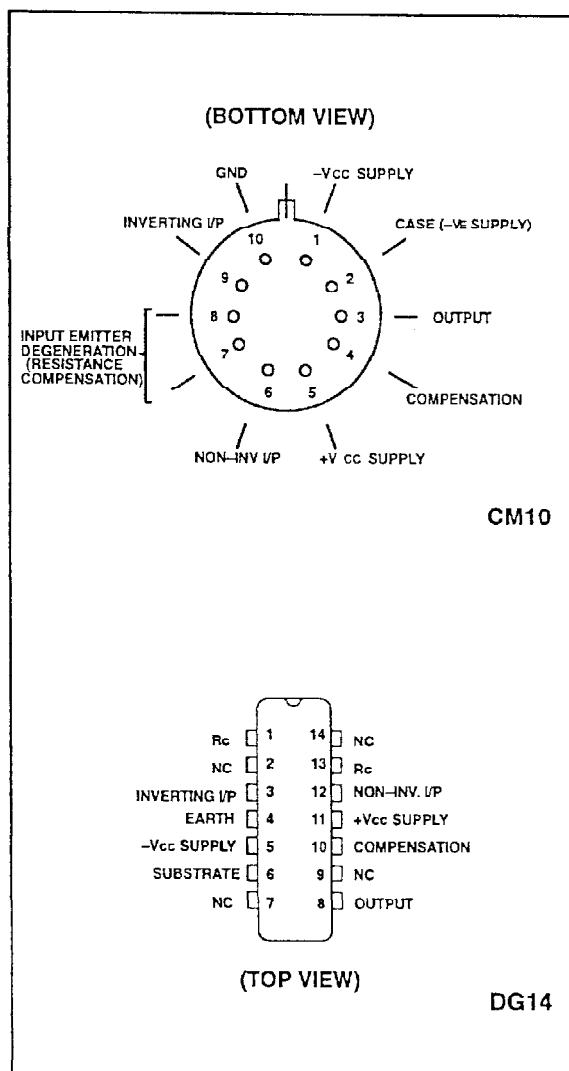 (BOTTOM VIEW)
GND
–VCC SUPPLY
INVERTING I/P
CASE (–VE SUPPLY)
10
1
9
2
8
3
OUTPUT
INPUT EMITTER
DEGENERATION
(RESISTANCE
COMPENSATION)
7
4
6
5
COMPENSATION
NON–INV I/P
+V CC SUPPLY
CM10
Rc
1
14
NC
NC
2
13
Rc
INVERTING I/P
3
12
NON–INV. I/P
EARTH
4
11
+Vcc SUPPLY
–Vcc SUPPLY
5
10
COMPENSATION
SUBSTRATE
6
9
NC
NC
7
8
OUTPUT
(TOP VIEW)
DG14